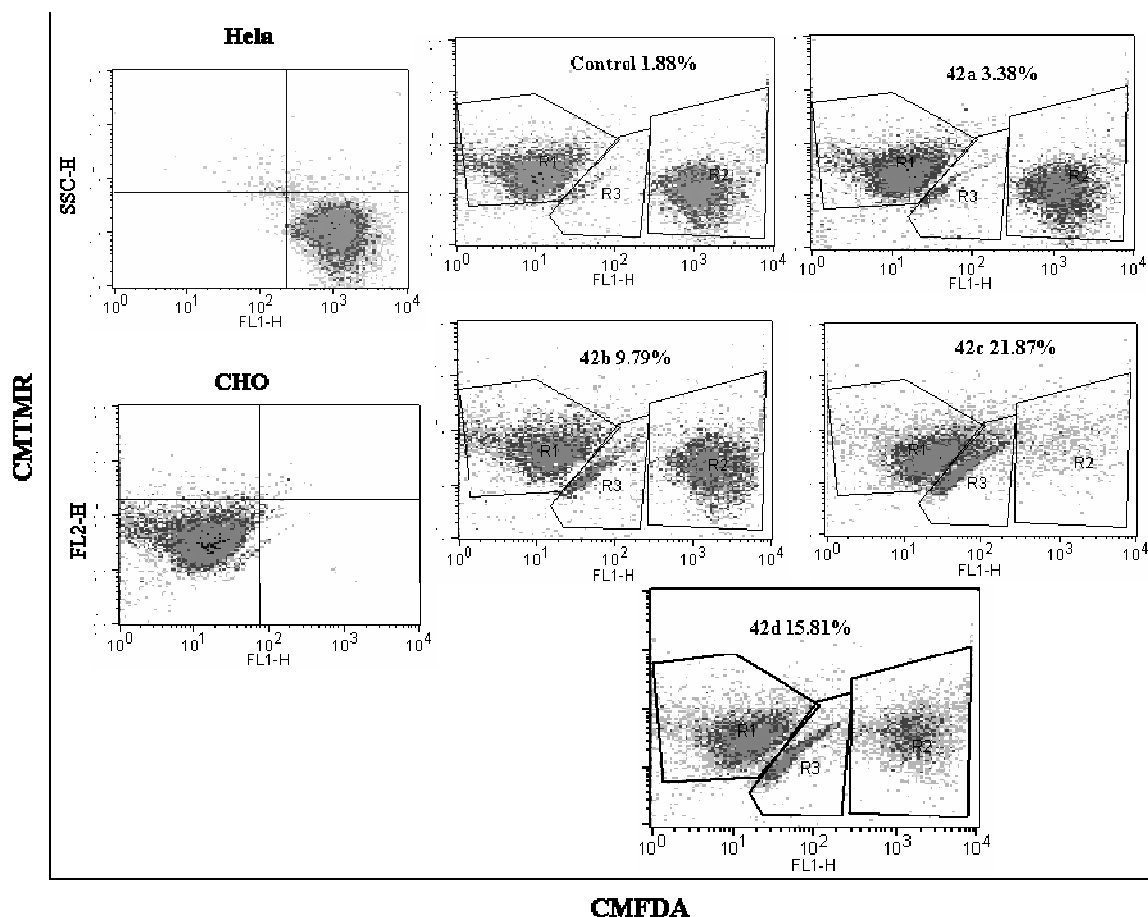 Hela
SSC-H
10^0 10^1 10^2 10^3 10^4
FL1-H
Control 1.88%
R1
R2
R3
10^0 10^1 10^2 10^3 10^4
FL1-H
42a 3.38%
R1
R2
R3
10^0 10^1 10^2 10^3 10^4
FL1-H
CMTMR
CHO
FL2-H
10^0 10^1 10^2 10^3 10^4
FL1-H
42b 9.79%
R1
R2
R3
10^0 10^1 10^2 10^3 10^4
FL1-H
42c 21.87%
R1
R2
R3
10^0 10^1 10^2 10^3 10^4
FL1-H
42d 15.81%
R1
R2
R3
10^0 10^1 10^2 10^3 10^4
FL1-H
CMFDA